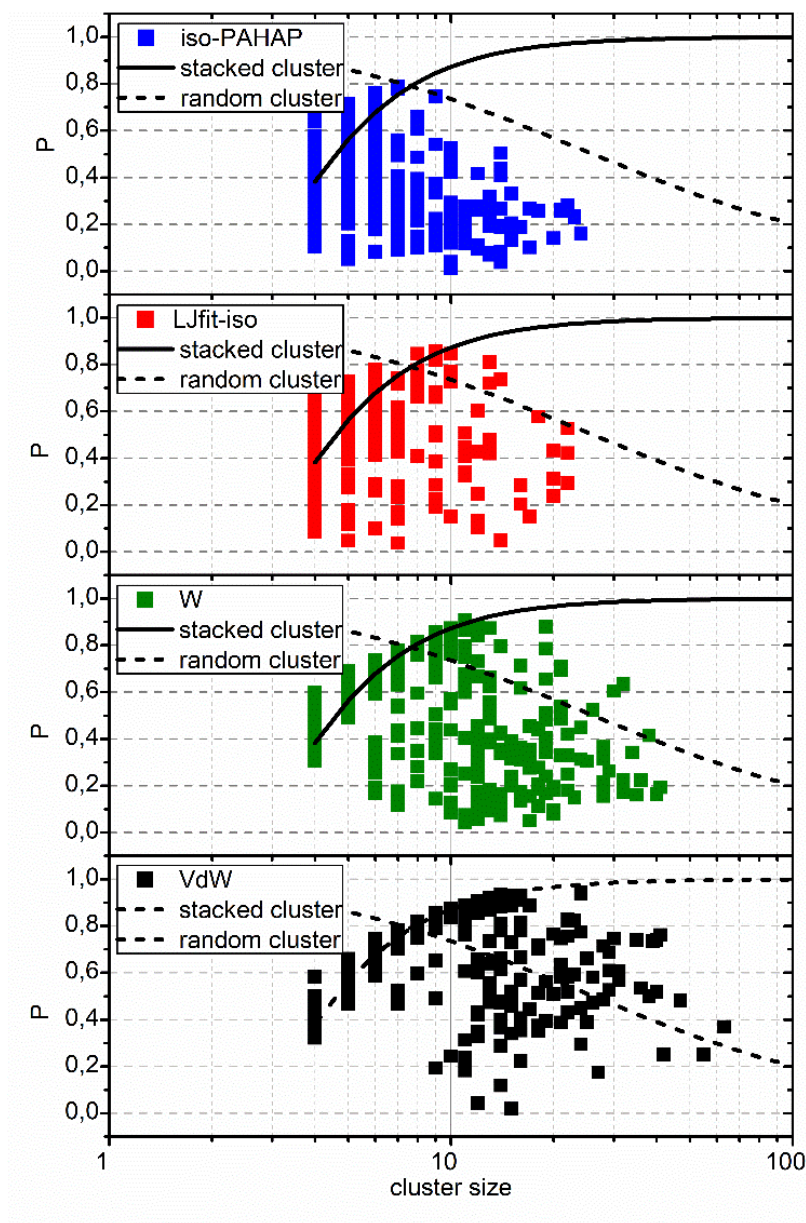 1,0
0,8
0,6
0,4
0,2
0,0
P
iso-PAHAP
stacked cluster
random cluster
1,0
0,8
0,6
0,4
0,2
0,0
P
LJfit-iso
stacked cluster
random cluster
1,0
0,8
0,6
0,4
0,2
0,0
P
W
stacked cluster
random cluster
1,0
0,8
0,6
0,4
0,2
0,0
P
VdW
stacked cluster
random cluster
1 10 100
cluster size